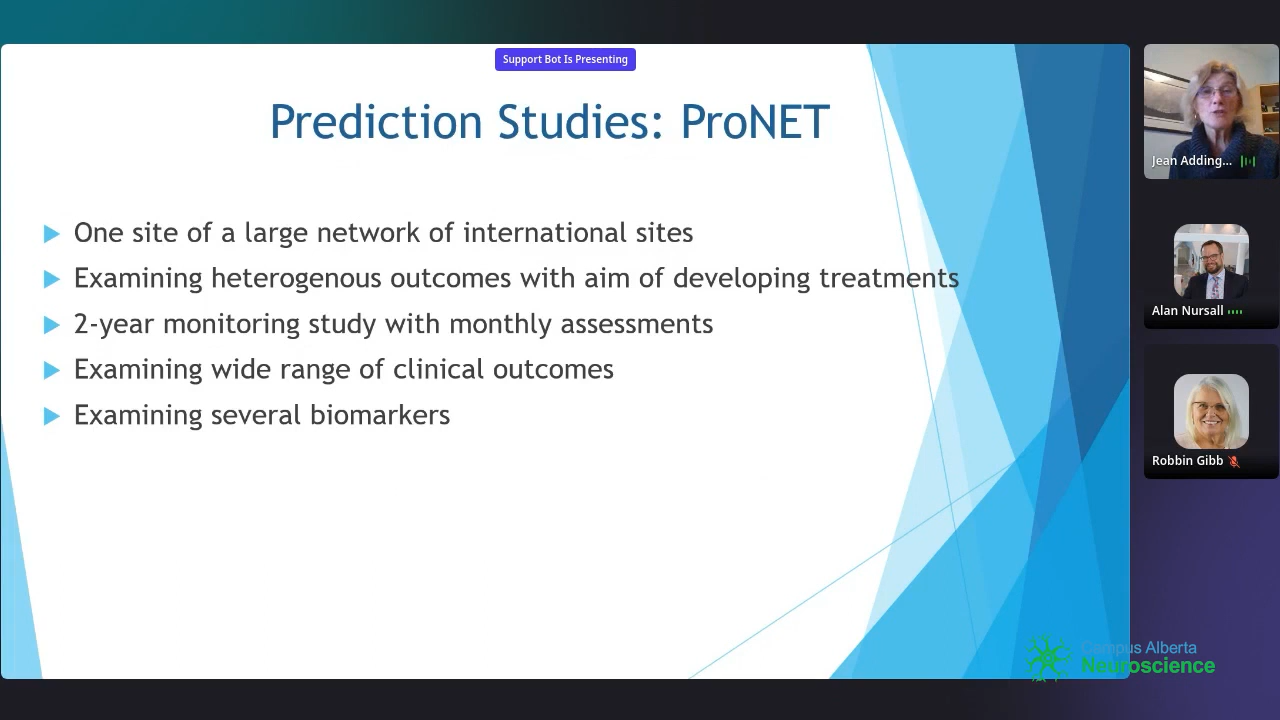 Support Bot Is Presenting
Prediction Studies: ProNET
One site of a large network of international sites
Examining heterogenous outcomes with aim of developing treatments
2-year monitoring study with monthly assessments
Examining wide range of clinical outcomes
Examining several biomarkers
Jean Adding...
Alan Nursall
Robbin Gibb
Campus Alberta
Neuroscience